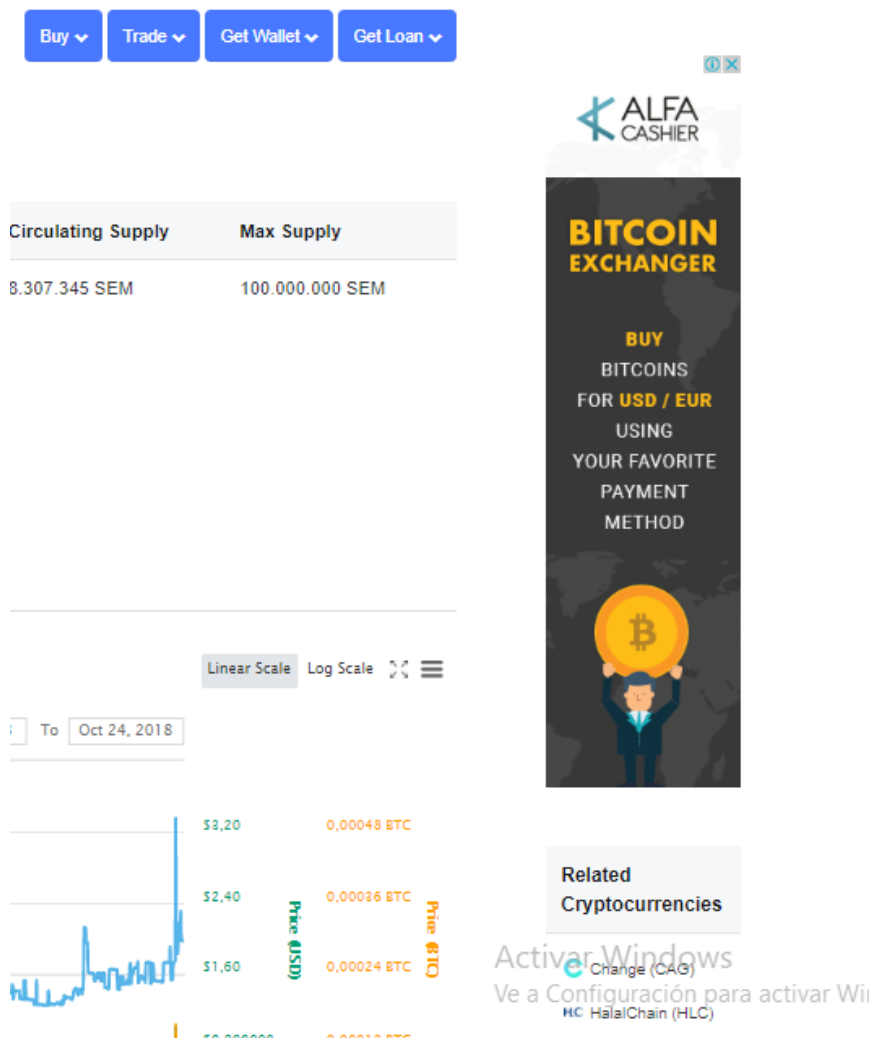 Buy
Trade
Get Wallet
Get Loan
ALFA
CASHIER
Circulating Supply
Max Supply
8.307.345 SEM
100.000.000 SEM
BITCOIN
EXCHANGER
BUY
BITCOINS
FOR USD / EUR
USING
YOUR FAVORITE
PAYMENT
METHOD
Linear Scale
Log Scale
To
Oct 24, 2018
$3,20
0,00048 BTC
$2,40
0,00036 BTC
Price (USD)
Price (BTC)
$1,60
0,00024 BTC
Related
Cryptocurrencies
Activar Windows
Change (CAG)
Ve a Configuración para activar Wi
HC HalalChain (HLC)